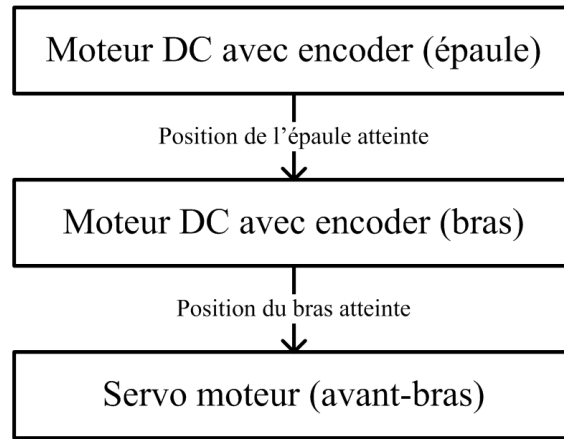 Moteur DC avec encoder (épaule)
Position de l’épaule atteinte
Moteur DC avec encoder (bras)
Position du bras atteinte
Servo moteur (avant-bras)